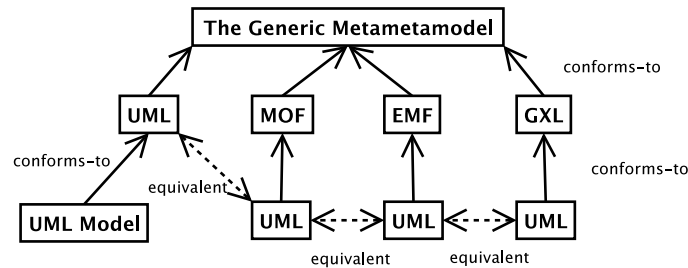 The Generic Metametamodel
conforms-to
UML
MOF
EMF
GXL
conforms-to
conforms-to
equivalent
UML Model
UML
UML
UML
equivalent
equivalent